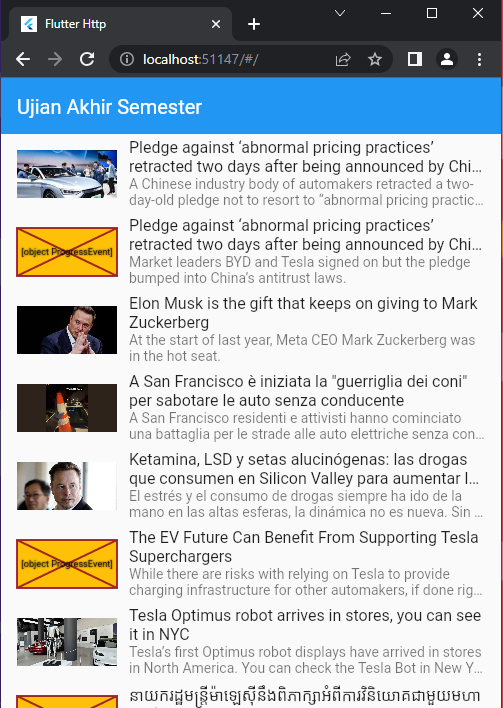 Flutter Http
localhost:51147/#/
Ujian Akhir Semester
Pledge against ‘abnormal pricing practices’
retracted two days after being announced by Chi…
A Chinese industry body of automakers retracted a two-
day-old pledge not to resort to “abnormal pricing practic…
[object ProgressEvent]
Pledge against ‘abnormal pricing practices’
retracted two days after being announced by Chi…
Market leaders BYD and Tesla signed on but the pledge
bumped into China’s antitrust laws.
Elon Musk is the gift that keeps on giving to Mark
Zuckerberg
At the start of last year, Meta CEO Mark Zuckerberg was
in the hot seat.
A San Francisco è iniziata la "guerriglia dei coni"
per sabotare le auto senza conducente
A San Francisco residenti e attivisti hanno cominciato
una battaglia per le strade alle auto elettriche senza con…
Ketamina, LSD y setas alucinógenas: las drogas
que consumen en Silicon Valley para aumentar l…
El estrés y el consumo de drogas siempre ha ido de la
mano en las altas esferas, la dinámica no es nueva. Sin …
[object ProgressEvent]
The EV Future Can Benefit From Supporting Tesla
Superchargers
While there are risks with relying on Tesla to provide
charging infrastructure for other automakers, if done rig…
Tesla Optimus robot arrives in stores, you can see
it in NYC
Tesla’s first Optimus robot displays have arrived in stores
in North America. You can check the Tesla Bot in New Y…
នាយករដ្ឋមន្ត្រីម៉ាឡេស៊ីនឹងពិភាក្សាអំពីការវិនិយោគជាមួយមហា